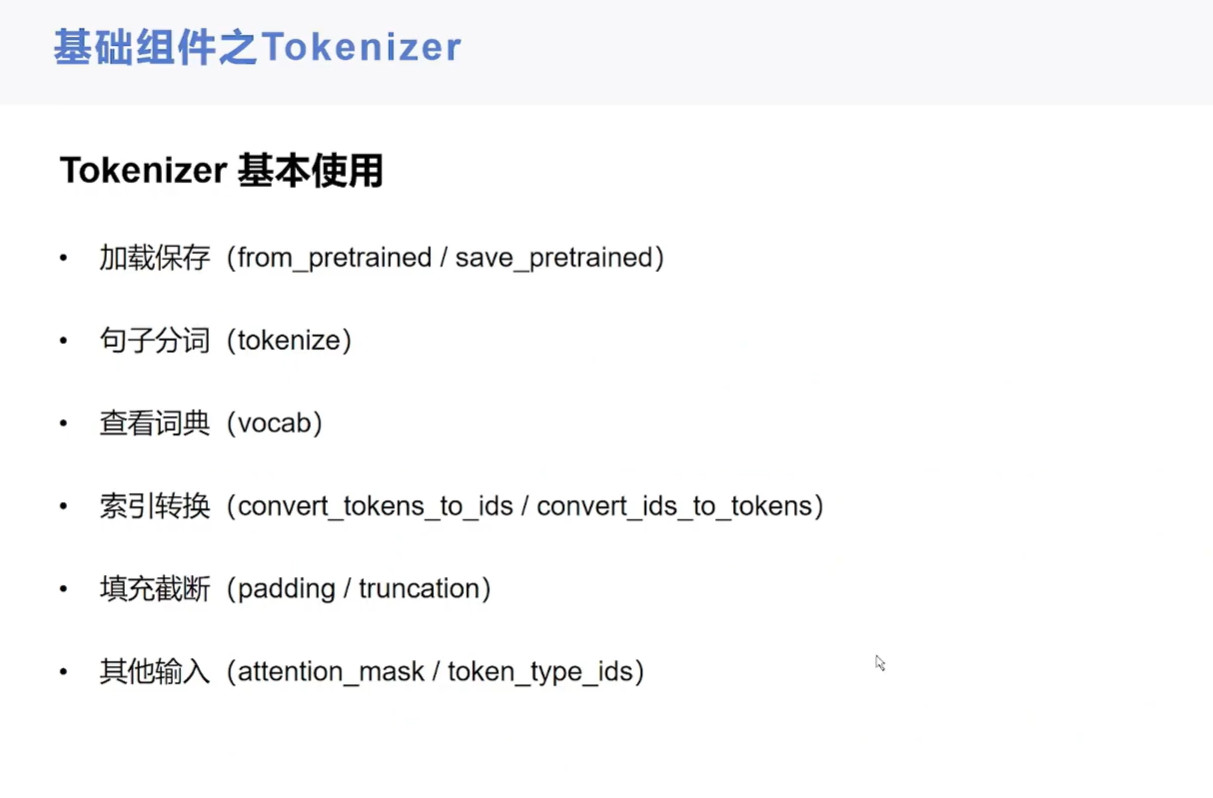 基础组件之Tokenizer
Tokenizer 基本使用
• 加载保存（from_pretrained / save_pretrained）
• 句子分词（tokenize）
• 查看词典（vocab）
• 索引转换（convert_tokens_to_ids / convert_ids_to_tokens）
• 填充截断（padding / truncation）
• 其他输入（attention_mask / token_type_ids）